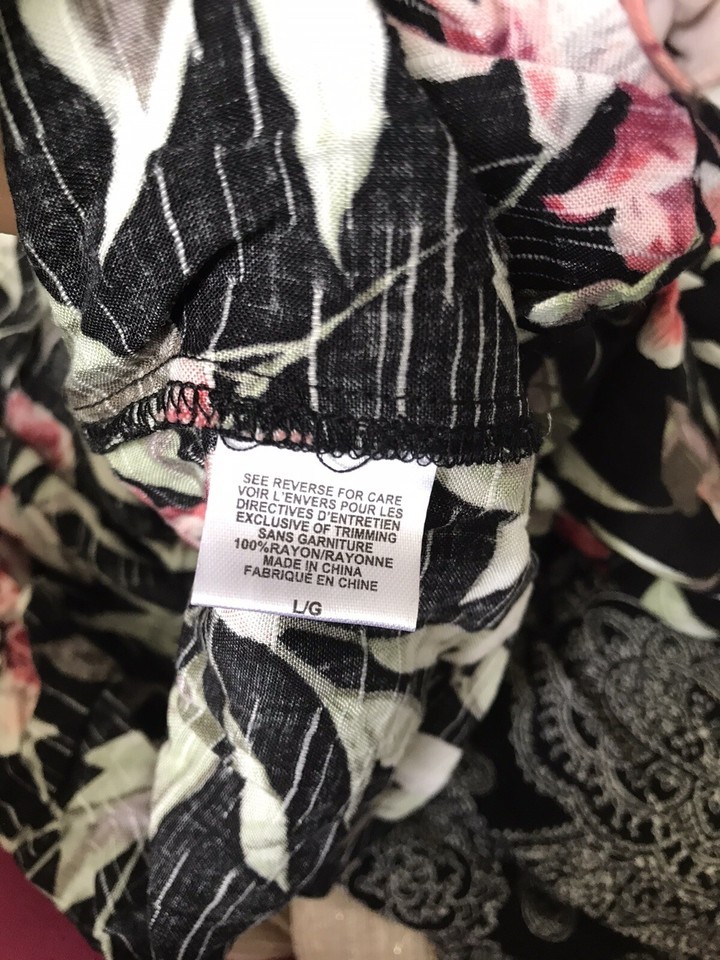 SEE REVERSE FOR CARE
VOIR L'ENVERS POUR LES
DIRECTIVES D'ENTRETIEN
EXCLUSIVE OF TRIMMING
SANS GARNITURE
100%RAYON/RAYONNE
MADE IN CHINA
FABRIQUÉ EN CHINE
L/G